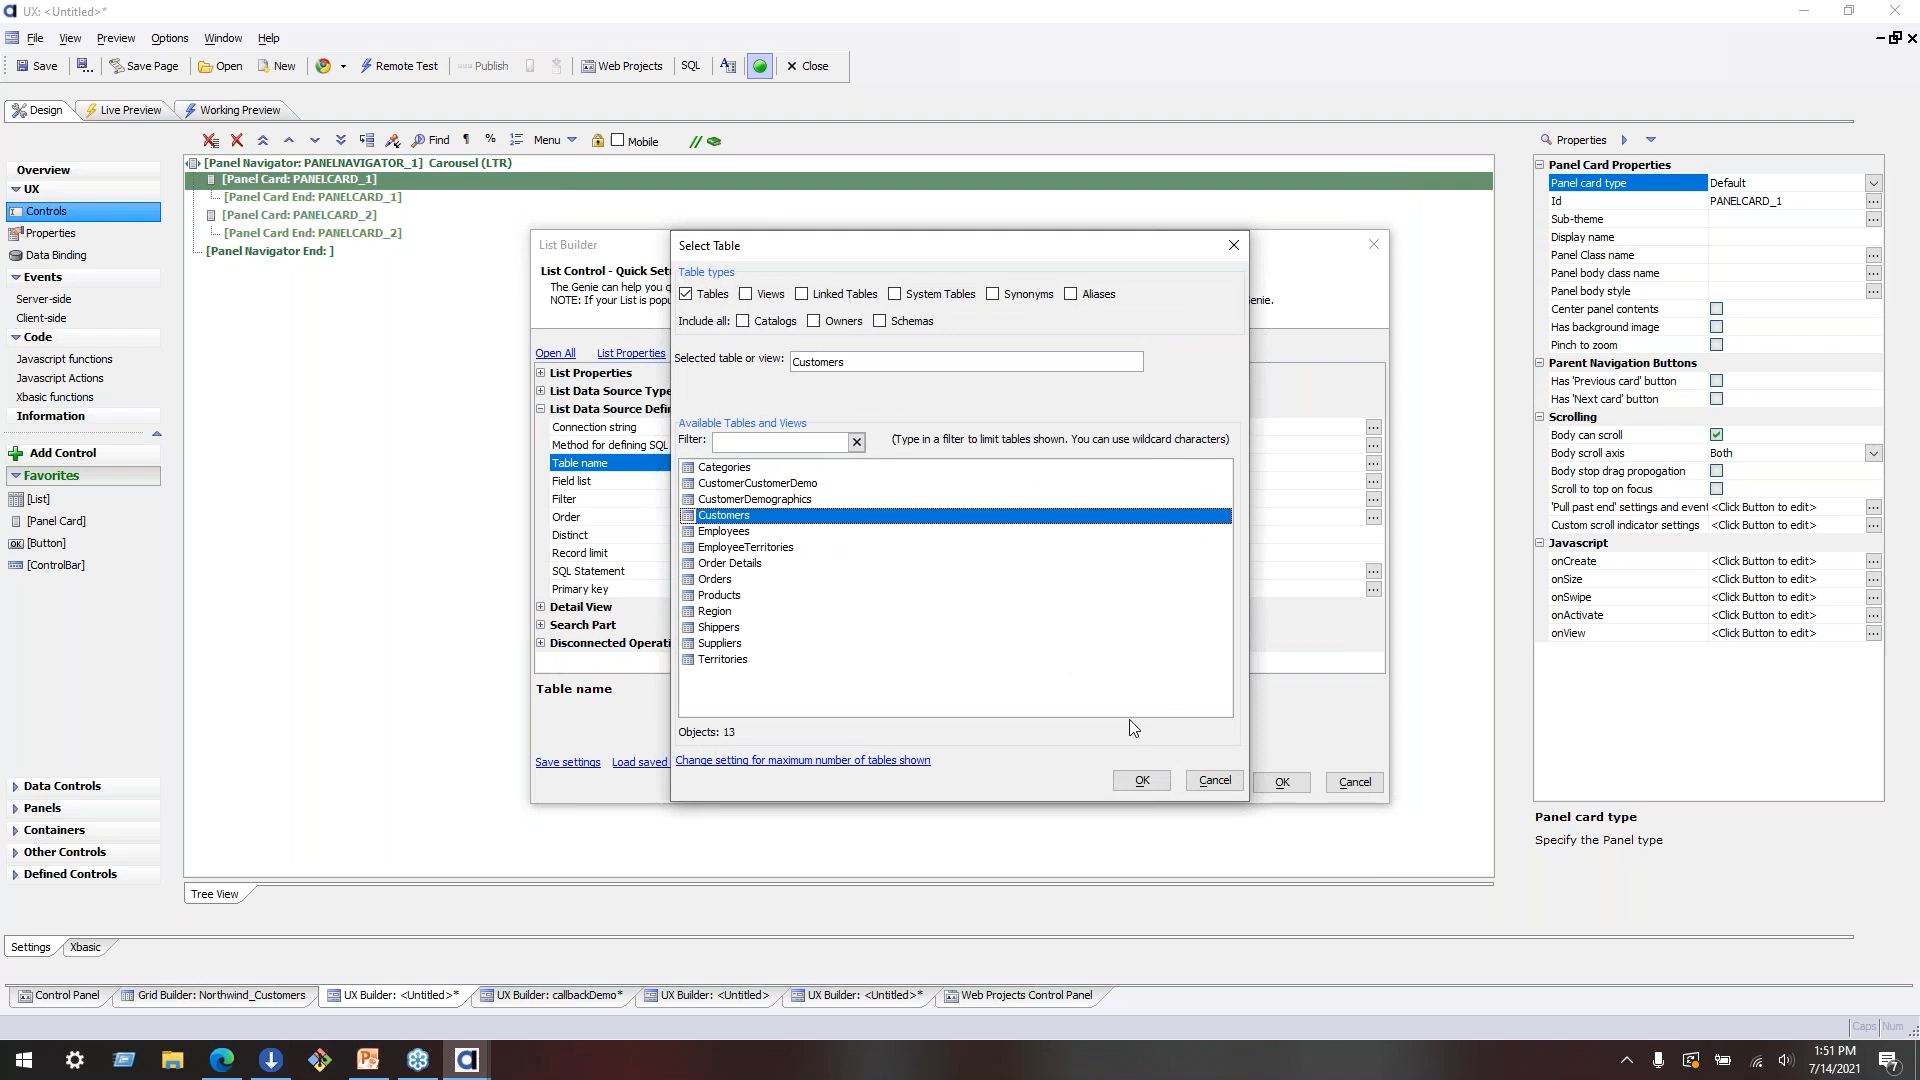 UX: <Untitled>*
File View Preview Options Window Help
Save Save Page Open New Remote Test Publish Web Projects SQL Close
Design Live Preview Working Preview
Find Menu Mobile
Overview
UX
Controls
Properties
Data Binding
Events
Server-side
Client-side
Code
Javascript functions
Javascript Actions
Xbasic functions
Information
Add Control
Favorites
[List]
[Panel Card]
[Button]
[ControlBar]
Data Controls
Panels
Containers
Other Controls
Defined Controls
[Panel Navigator: PANELNAVIGATOR_1] Carousel (LTR)
[Panel Card: PANELCARD_1]
[Panel Card End: PANELCARD_1]
[Panel Card: PANELCARD_2]
[Panel Card End: PANELCARD_2]
[Panel Navigator End: ]
List Builder
List Control - Quick Set
The Genie can help you q
NOTE: If your List is popu
enie.
Open All List Properties
List Properties
List Data Source Type
List Data Source Defin
Connection string
Method for defining SQL
Table name
Field list
Filter
Order
Distinct
Record limit
SQL Statement
Primary key
Detail View
Search Part
Disconnected Operati
Table name
Save settings Load saved
OK Cancel
Select Table
Table types
Tables Views Linked Tables System Tables Synonyms Aliases
Include all: Catalogs Owners Schemas
Selected table or view: Customers
Available Tables and Views
Filter: (Type in a filter to limit tables shown. You can use wildcard characters)
Categories
CustomerCustomerDemo
CustomerDemographics
Customers
Employees
EmployeeTerritories
Order Details
Orders
Products
Region
Shippers
Suppliers
Territories
Objects: 13
Change setting for maximum number of tables shown
OK Cancel
Properties
Panel Card Properties
Panel card type Default
Id PANELCARD_1
Sub-theme
Display name
Panel Class name
Panel body class name
Panel body style
Center panel contents
Has background image
Pinch to zoom
Parent Navigation Buttons
Has 'Previous card' button
Has 'Next card' button
Scrolling
Body can scroll
Body scroll axis Both
Body stop drag propogation
Scroll to top on focus
'Pull past end' settings and event <Click Button to edit>
Custom scroll indicator settings <Click Button to edit>
Javascript
onCreate <Click Button to edit>
onSize <Click Button to edit>
onSwipe <Click Button to edit>
onActivate <Click Button to edit>
onView <Click Button to edit>
Panel card type
Specify the Panel type
Tree View
Settings Xbasic
Control Panel Grid Builder: Northwind_Customers UX Builder: <Untitled>* UX Builder: callbackDemo* UX Builder: <Untitled> UX Builder: <Untitled>* Web Projects Control Panel
Caps Num
1:51 PM
7/14/2021
7